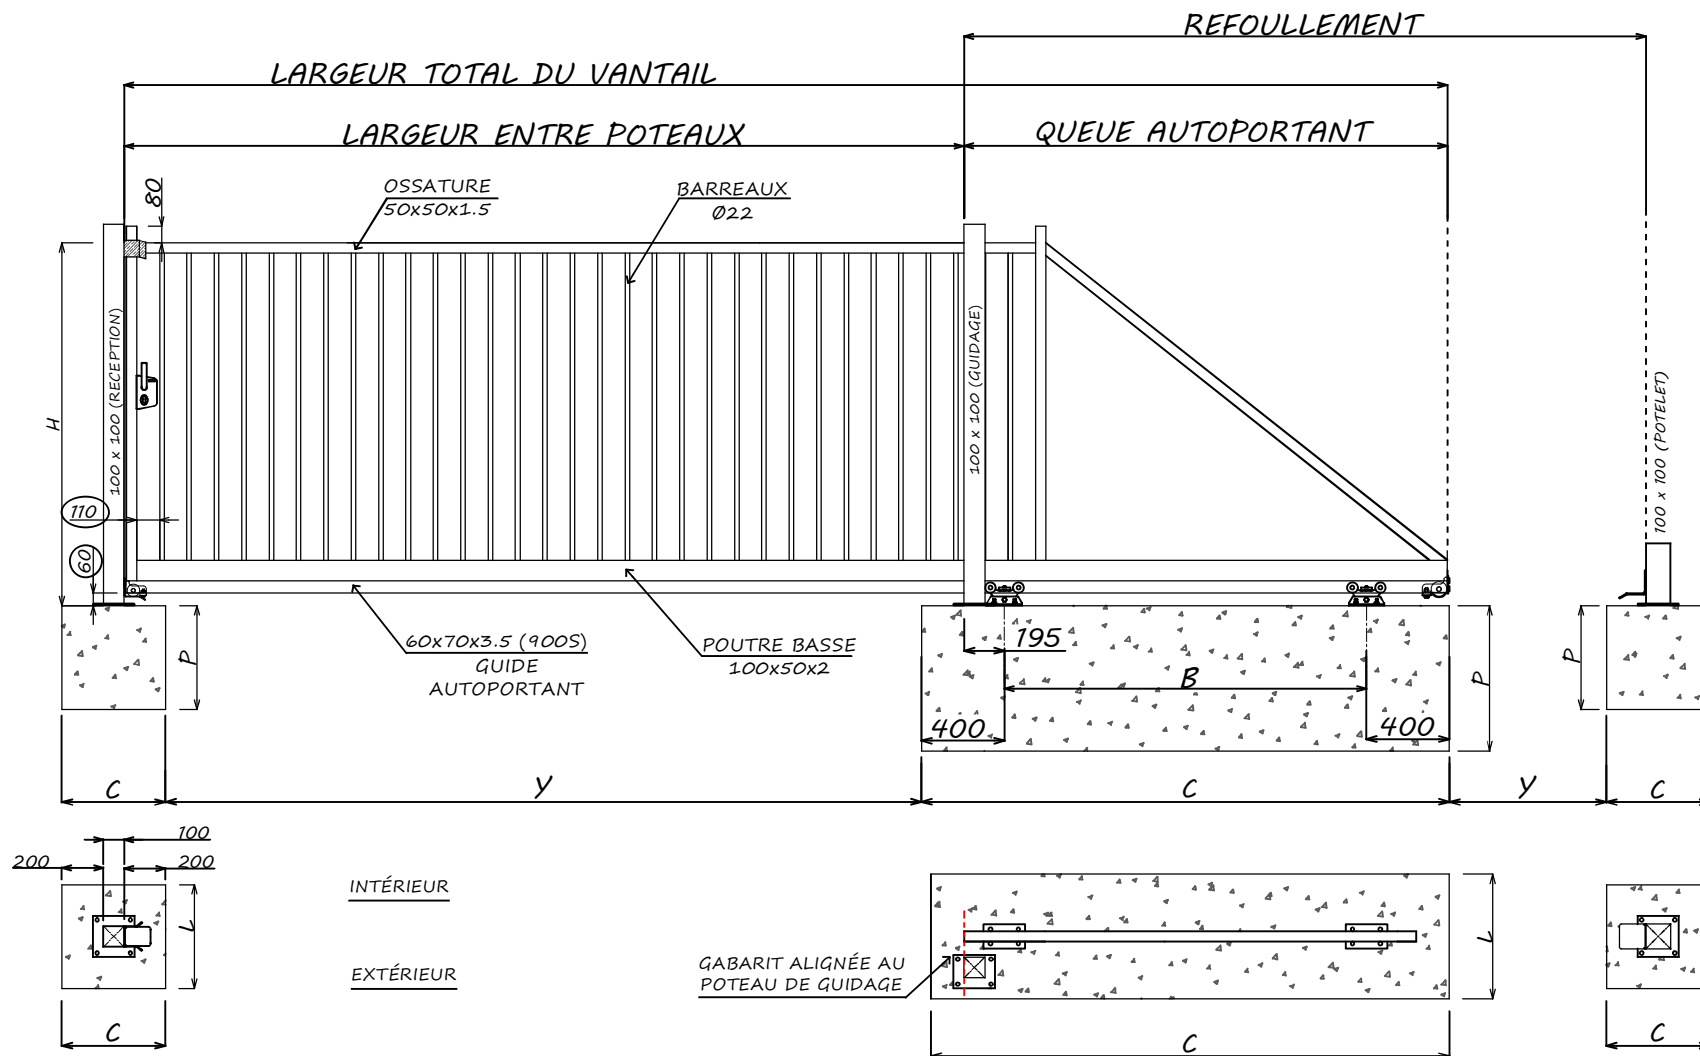 REFOULLEMENT
LARGEUR TOTAL DU VANTAIL
LARGEUR ENTRE POTEAUX
QUEUE AUTOPORTANT
80
OSSATURE
50x50x1.5
BARREAUX
Ø22
100 x 100 (RECEPTION)
100 x 100 (GUIDAGE)
100 x 100 (POTELET)
H
110
60
60x70x3.5 (900S)
GUIDE
AUTOPORTANT
POUTRE BASSE
100x50x2
195
B
P
P
P
400
400
C
Y
C
Y
C
100
200
200
INTÉRIEUR
EXTÉRIEUR
L
GABARIT ALIGNÉE AU
POTEAU DE GUIDAGE
L
C
C
C